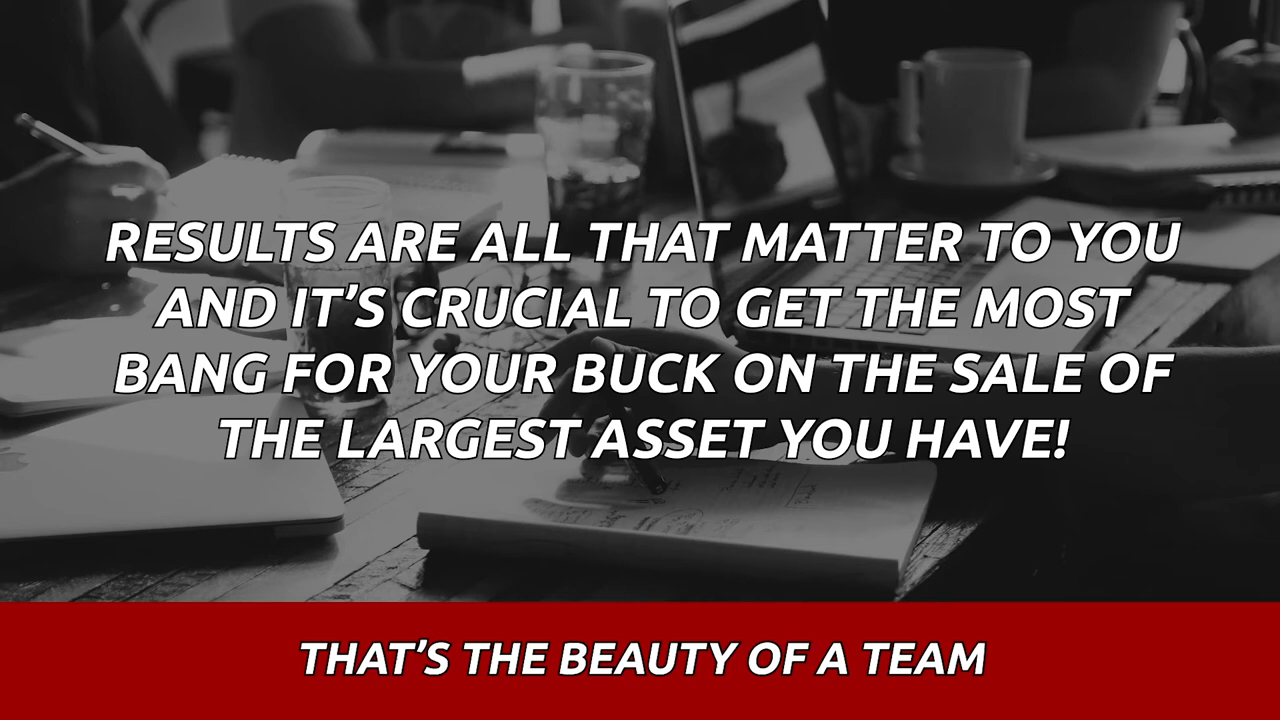 RESULTS ARE ALL THAT MATTER TO YOU
AND IT’S CRUCIAL TO GET THE MOST
BANG FOR YOUR BUCK ON THE SALE OF
THE LARGEST ASSET YOU HAVE!
THAT’S THE BEAUTY OF A TEAM